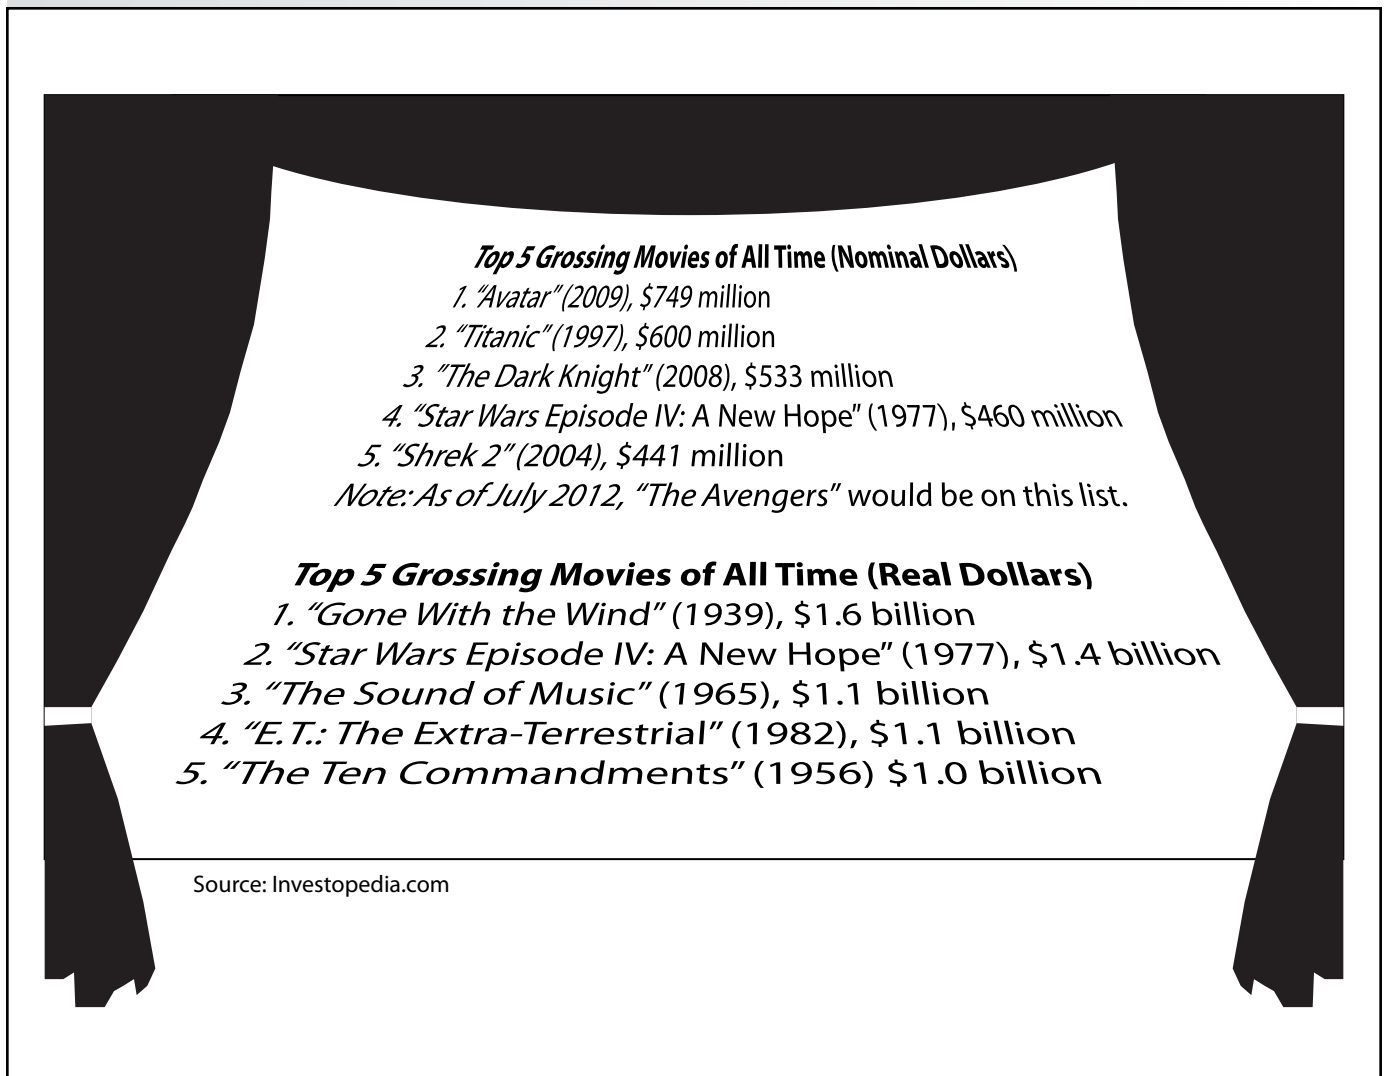 Top 5 Grossing Movies of All Time (Nominal Dollars)
1. “Avatar” (2009), $749 million
2. “Titanic” (1997), $600 million
3. ”The Dark Knight” (2008), $533 million
4. “Star Wars Episode IV: A New Hope” (1977), $460 million
5. “Shrek 2” (2004), $441 million
Note: As of July 2012, “The Avengers” would be on this list.
Top 5 Grossing Movies of All Time (Real Dollars)
1. “Gone With the Wind” (1939), $1.6 billion
2. “Star Wars Episode IV: A New Hope” (1977), $1.4 billion
3. “The Sound of Music” (1965), $1.1 billion
4. “E.T.: The Extra-Terrestrial” (1982), $1.1 billion
5. “The Ten Commandments” (1956) $1.0 billion
Source: Investopedia.com